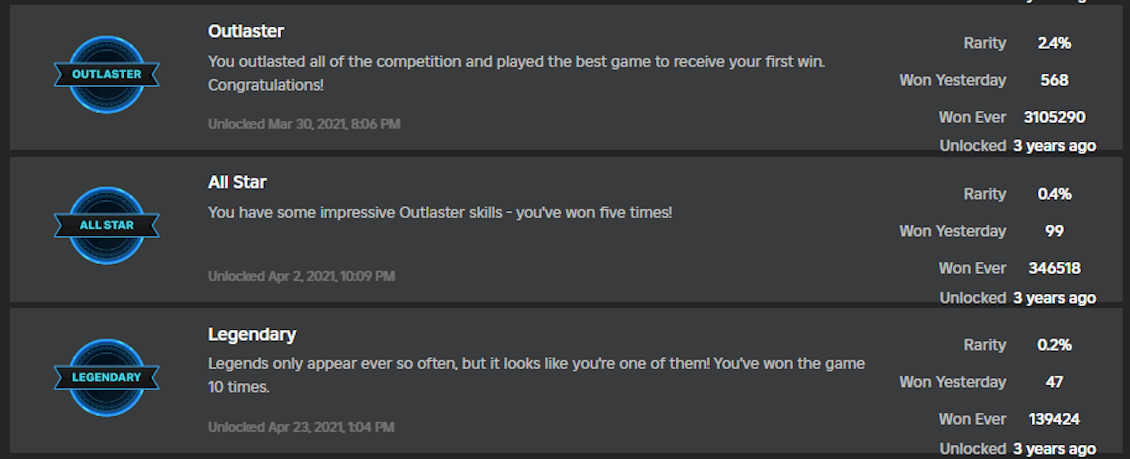 Outlaster
OUTLASTER
You outlasted all of the competition and played the best game to receive your first win.
Congratulations!
Unlocked Mar 30, 2021, 8:06 PM
Rarity 2.4%
Won Yesterday 568
Won Ever 3105290
Unlocked 3 years ago
All Star
ALL STAR
You have some impressive Outlaster skills - you've won five times!
Unlocked Apr 2, 2021, 10:09 PM
Rarity 0.4%
Won Yesterday 99
Won Ever 346518
Unlocked 3 years ago
Legendary
LEGENDARY
Legends only appear ever so often, but it looks like you're one of them! You've won the game
10 times.
Unlocked Apr 23, 2021, 1:04 PM
Rarity 0.2%
Won Yesterday 47
Won Ever 139424
Unlocked 3 years ago